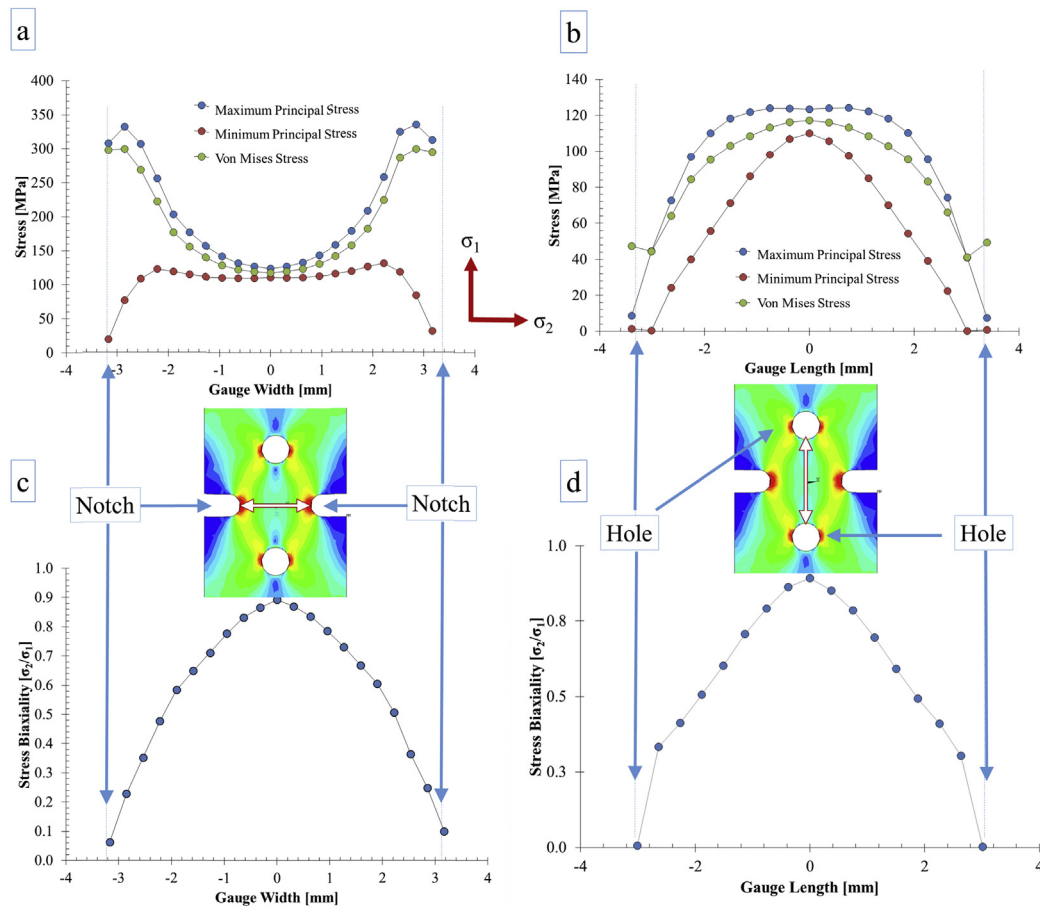 a
400
350
300
250
200
150
100
50
0
Stress [MPa]
Maximum Principal Stress
Minimum Principal Stress
Von Mises Stress
-4 -3 -2 -1 0 1 2 3 4
Gauge Width [mm]
σ1
σ2
b
140
120
100
80
60
40
20
0
Stress [MPa]
Maximum Principal Stress
Minimum Principal Stress
Von Mises Stress
-4 -2 0 2 4
Gauge Length [mm]
c
Notch
Notch
1.0
0.9
0.8
0.7
0.6
0.5
0.4
0.3
0.2
0.1
0.0
Stress Biaxiality [σ2/σ1]
-4 -3 -2 -1 0 1 2 3 4
Gauge Width [mm]
d
Hole
Hole
1.0
0.8
0.5
0.3
0.0
Stress Biaxiality [σ2/σ1]
-4 -2 0 2 4
Gauge Length [mm]